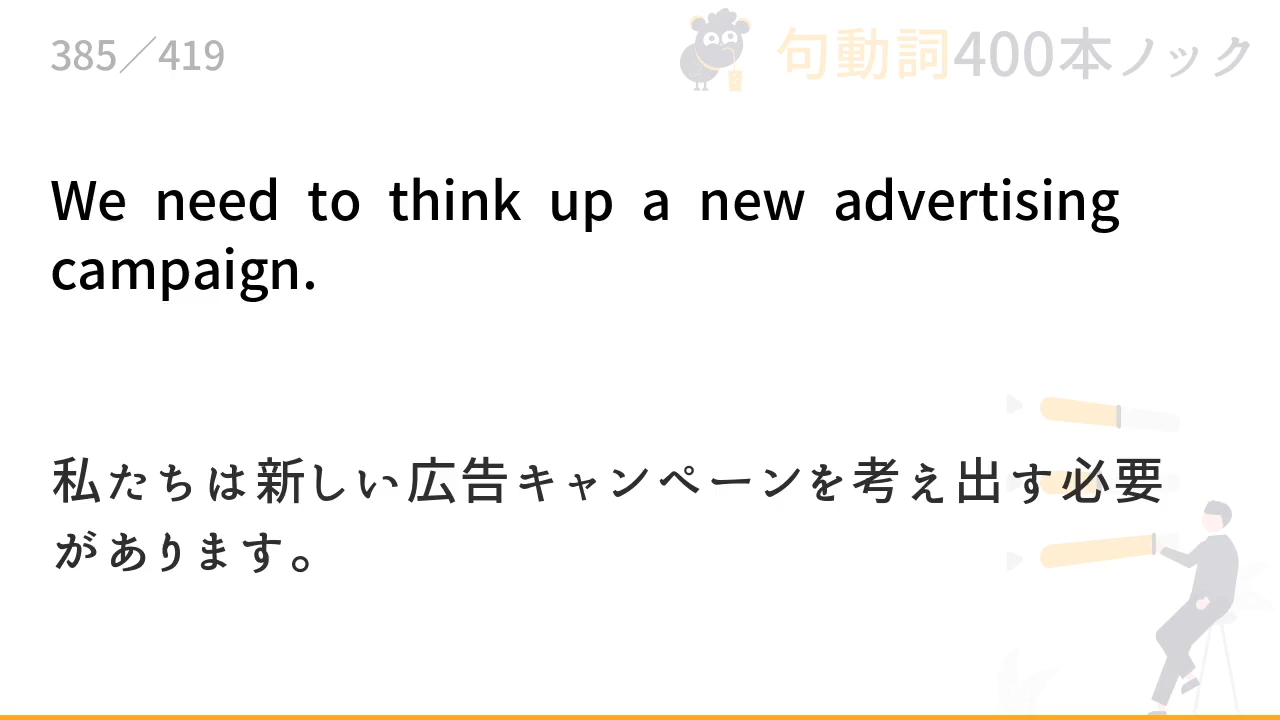 385／419
句動詞400本ノック
We need to think up a new advertising
campaign.
私たちは新しい広告キャンペーンを考え出す必要
があります。